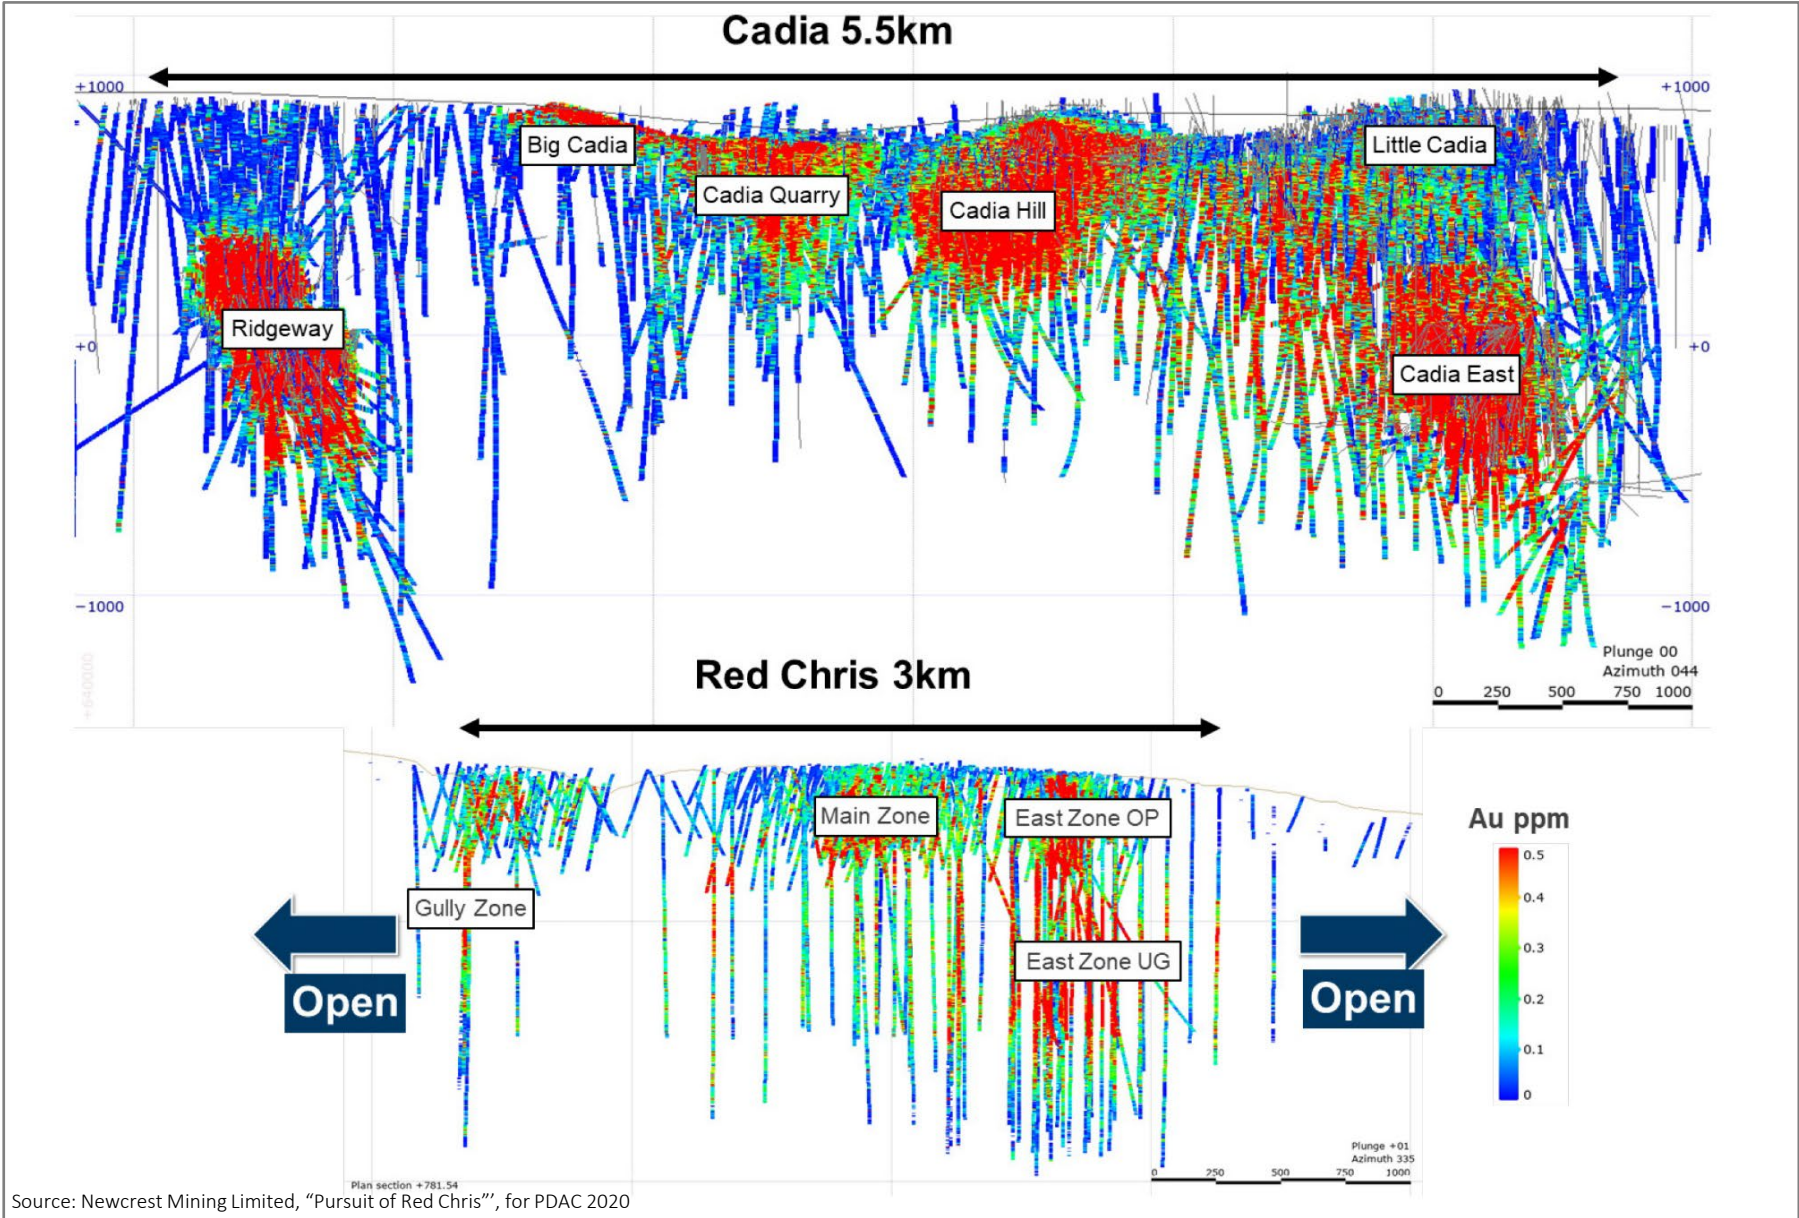 Cadia 5.5km
+1000
+1000
Big Cadia
Little Cadia
Cadia Quarry
Cadia Hill
Ridgeway
+0
+0
Cadia East
−1000
−1000
+640000
Plunge 00
Azimuth 044
0 250 500 750 1000
Red Chris 3km
Main Zone
East Zone OP
Au ppm
0.5
0.4
0.3
0.2
0.1
0
Gully Zone
East Zone UG
Open
Open
Plunge +01
Azimuth 335
0 250 500 750 1000
Plan section +781.54
Source: Newcrest Mining Limited, “Pursuit of Red Chris”’, for PDAC 2020